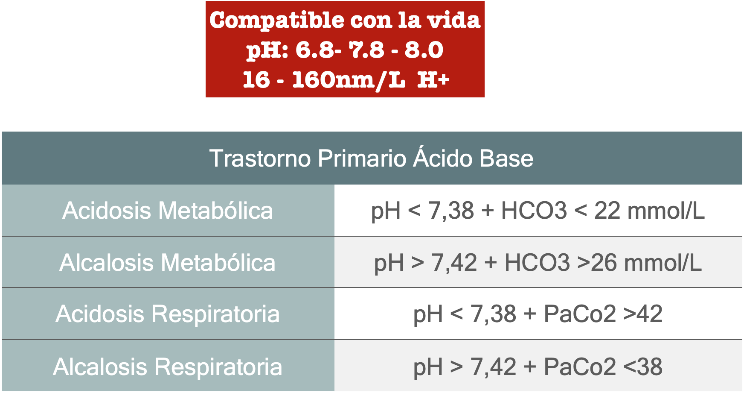 Compatible con la vida
pH: 6.8- 7.8 - 8.0
16 - 160nm/L H+
Trastorno Primario Ácido Base
Acidosis Metabólica pH < 7,38 + HCO3 < 22 mmol/L
Alcalosis Metabólica pH > 7,42 + HCO3 >26 mmol/L
Acidosis Respiratoria pH < 7,38 + PaCo2 >42
Alcalosis Respiratoria pH > 7,42 + PaCo2 <38